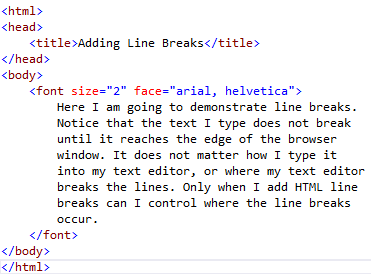 <html>
<head>
<title>Adding Line Breaks</title>
</head>
<body>
<font size="2" face="arial, helvetica">
Here I am going to demonstrate line breaks.
Notice that the text I type does not break
until it reaches the edge of the browser
window. It does not matter how I type it
into my text editor, or where my text editor
breaks the lines. Only when I add HTML line
breaks can I control where the line breaks
occur.
</font>
</body>
</html>